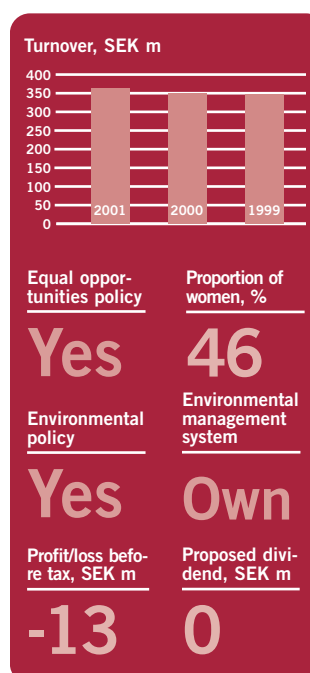 Turnover, SEK m
400
350
300
250
200
150
100
50
0
2001 2000 1999
Equal oppor-
tunities policy
Yes
Proportion of
women, %
46
Environmental
policy
Yes
Environmental
management
system
Own
Profit/loss befo-
re tax, SEK m
-13
Proposed divi-
dend, SEK m
0